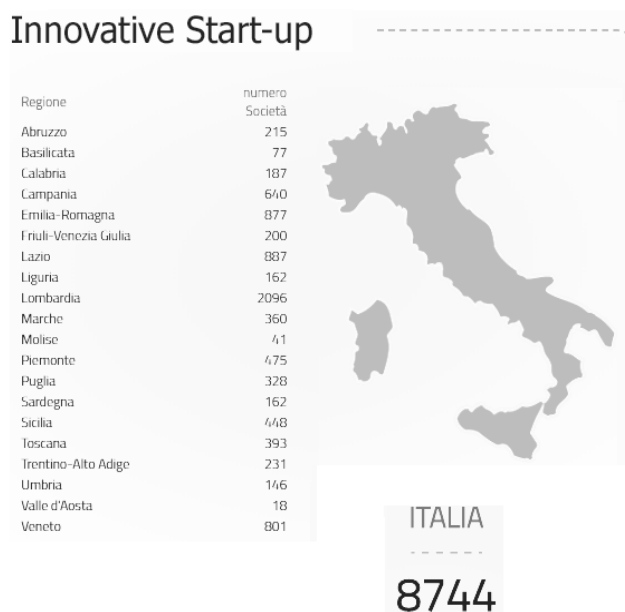 Innovative Start-up
Regione numero Società
Abruzzo 215
Basilicata 77
Calabria 187
Campania 640
Emilia-Romagna 877
Friuli-Venezia Giulia 200
Lazio 887
Liguria 162
Lombardia 2096
Marche 360
Molise 41
Piemonte 475
Puglia 328
Sardegna 162
Sicilia 448
Toscana 393
Trentino-Alto Adige 231
Umbria 146
Valle d'Aosta 18
Veneto 801
ITALIA
8744